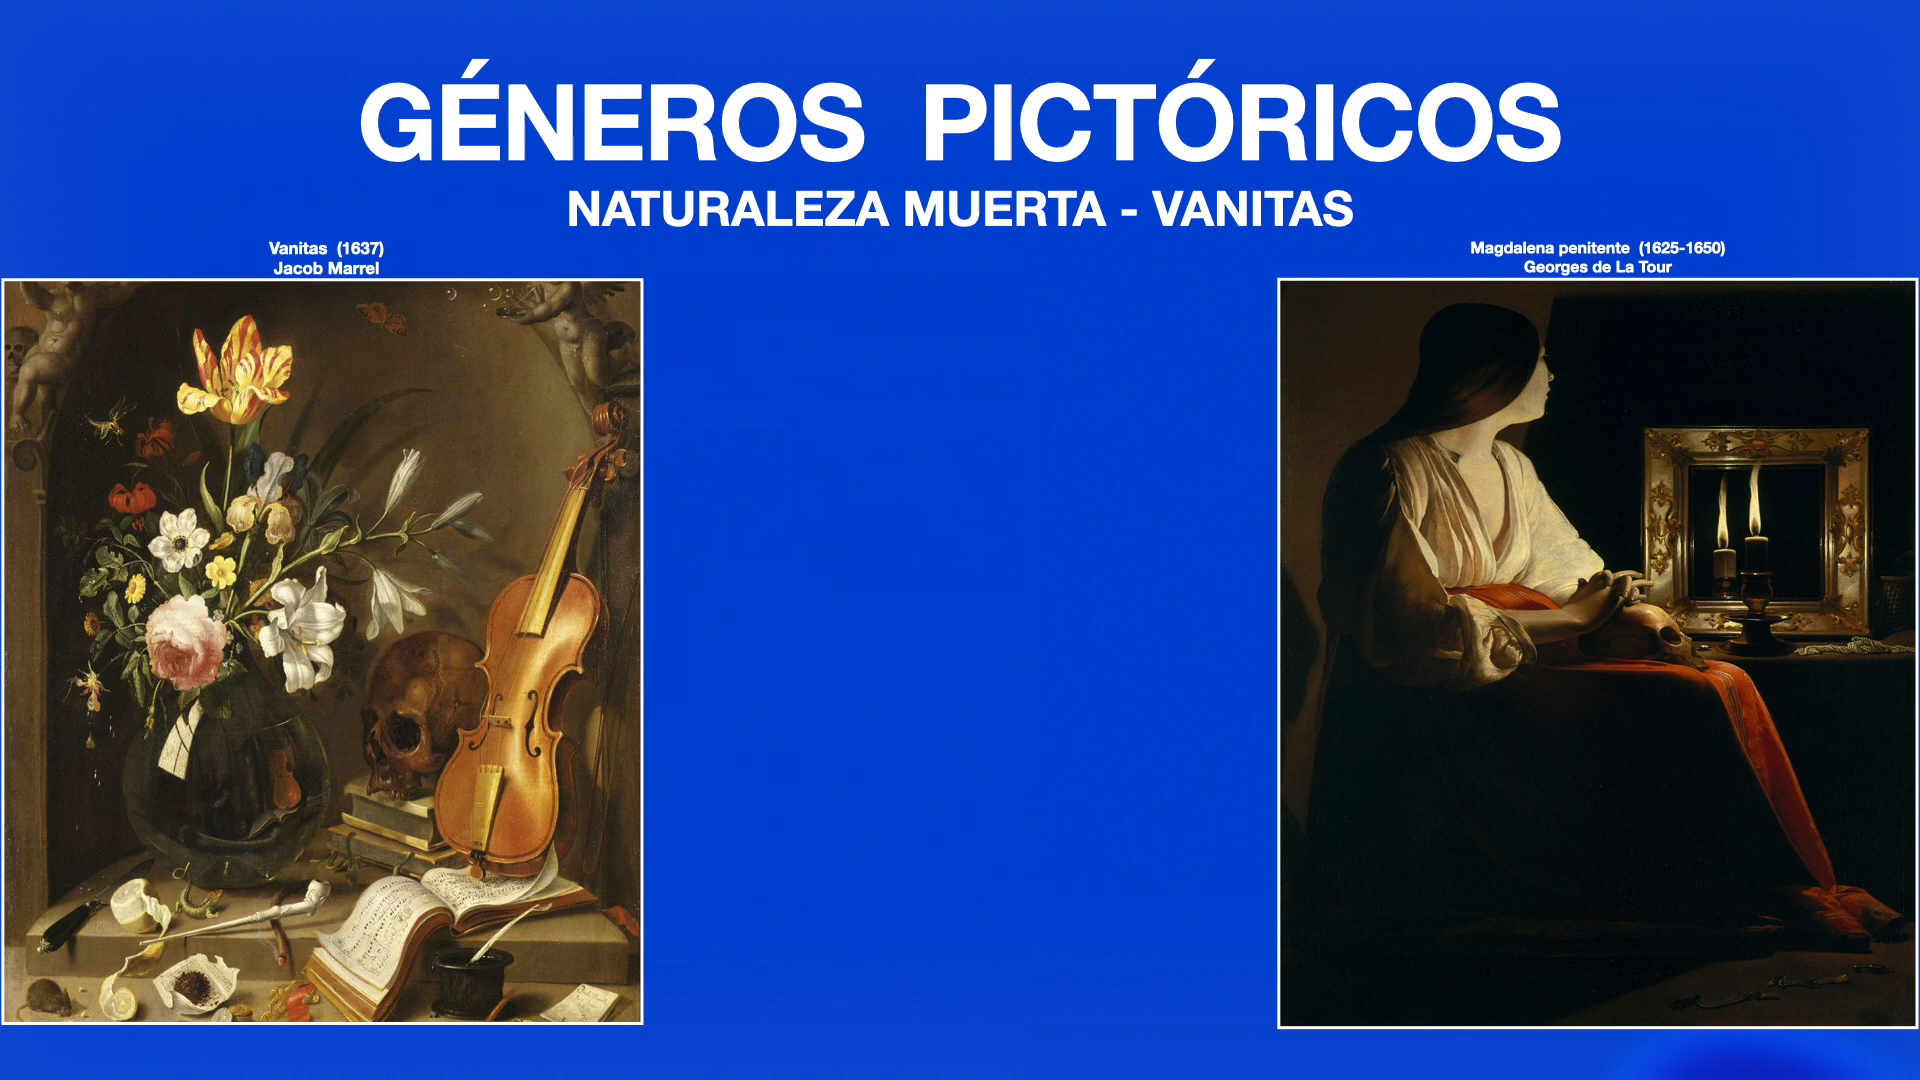 GÉNEROS PICTÓRICOS
NATURALEZA MUERTA - VANITAS
Vanitas (1637)
Jacob Marrel
Magdalena penitente (1625-1650)
Georges de La Tour